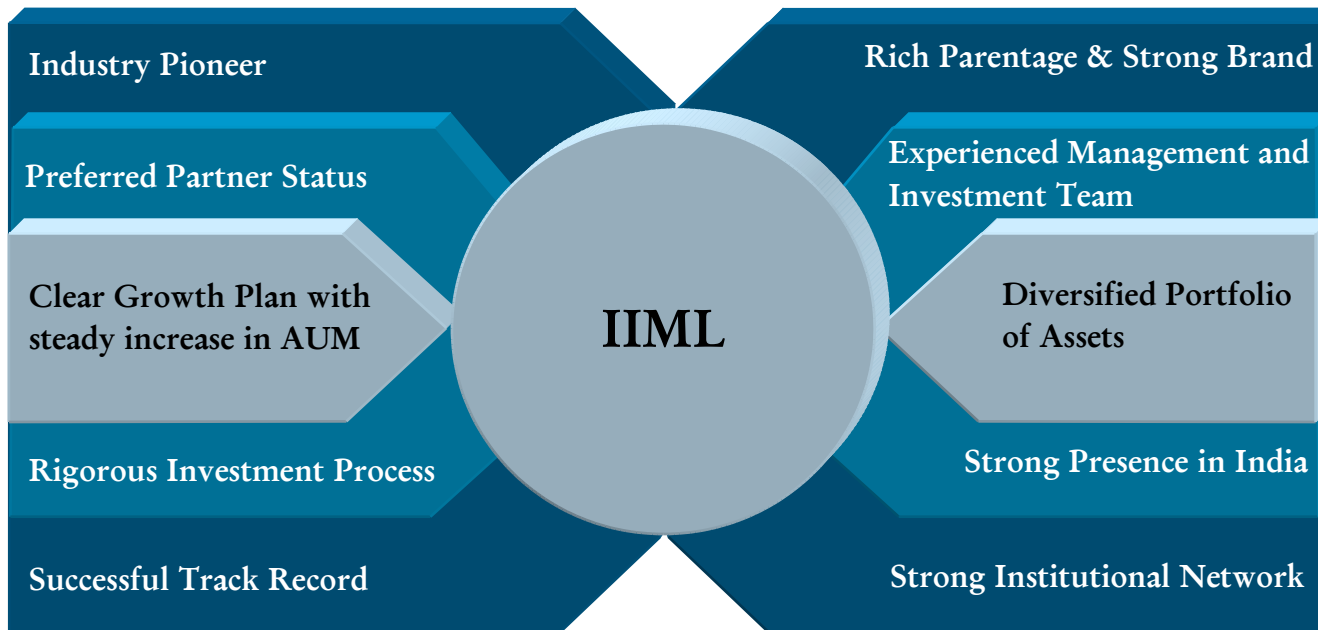 Industry Pioneer
Preferred Partner Status
Clear Growth Plan with
steady increase in AUM
Rigorous Investment Process
Successful Track Record
IIML
Rich Parentage & Strong Brand
Experienced Management and
Investment Team
Diversified Portfolio
of Assets
Strong Presence in India
Strong Institutional Network